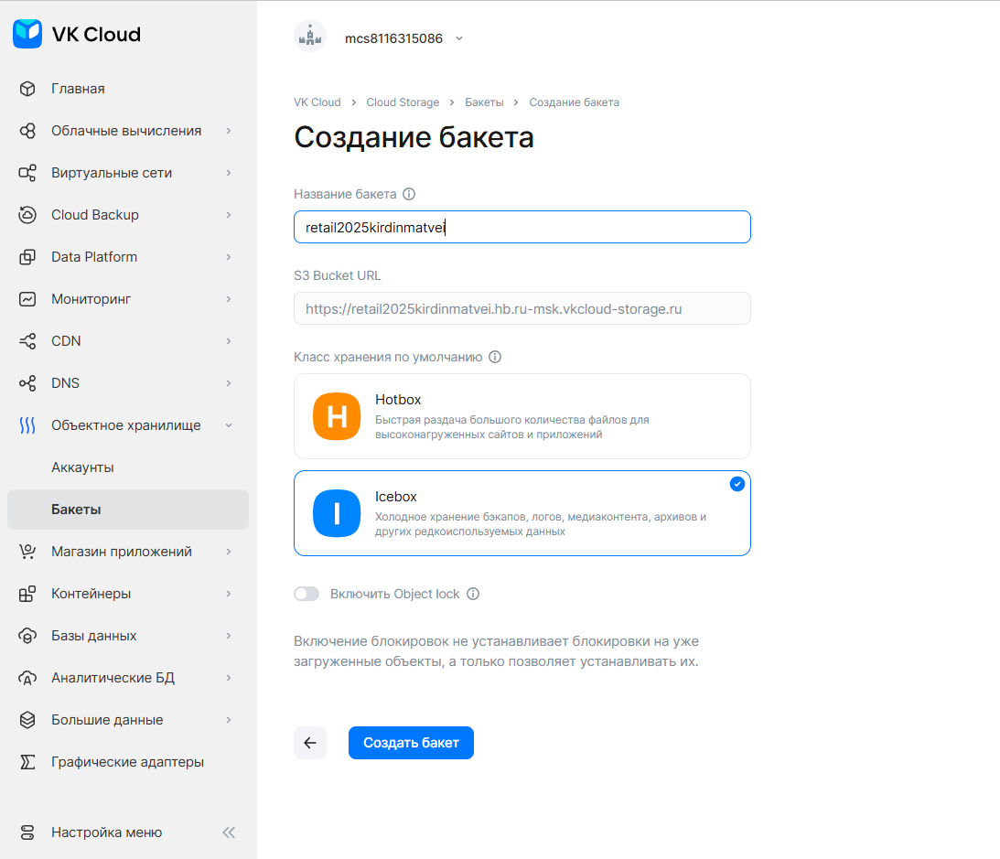 VK Cloud
Главная
Облачные вычисления
Виртуальные сети
Cloud Backup
Data Platform
Мониторинг
CDN
DNS
Объектное хранилище
Аккаунты
Бакеты
Магазин приложений
Контейнеры
Базы данных
Аналитические БД
Большие данные
Графические адаптеры
Настройка меню
mcs8116315086
VK Cloud > Cloud Storage > Бакеты > Создание бакета
Создание бакета
Название бакета
retail2025kirdinmatvei
S3 Bucket URL
https://retail2025kirdinmatvei.hb.ru-msk.vkcloud-storage.ru
Класс хранения по умолчанию
H
Hotbox
Быстрая раздача большого количества файлов для
высоконагруженных сайтов и приложений
I
Icebox
Холодное хранение бэкапов, логов, медиаконтента, архивов и
других редкоиспользуемых данных
Включить Object lock
Включение блокировок не устанавливает блокировки на уже
загруженные объекты, а только позволяет устанавливать их.
Создать бакет